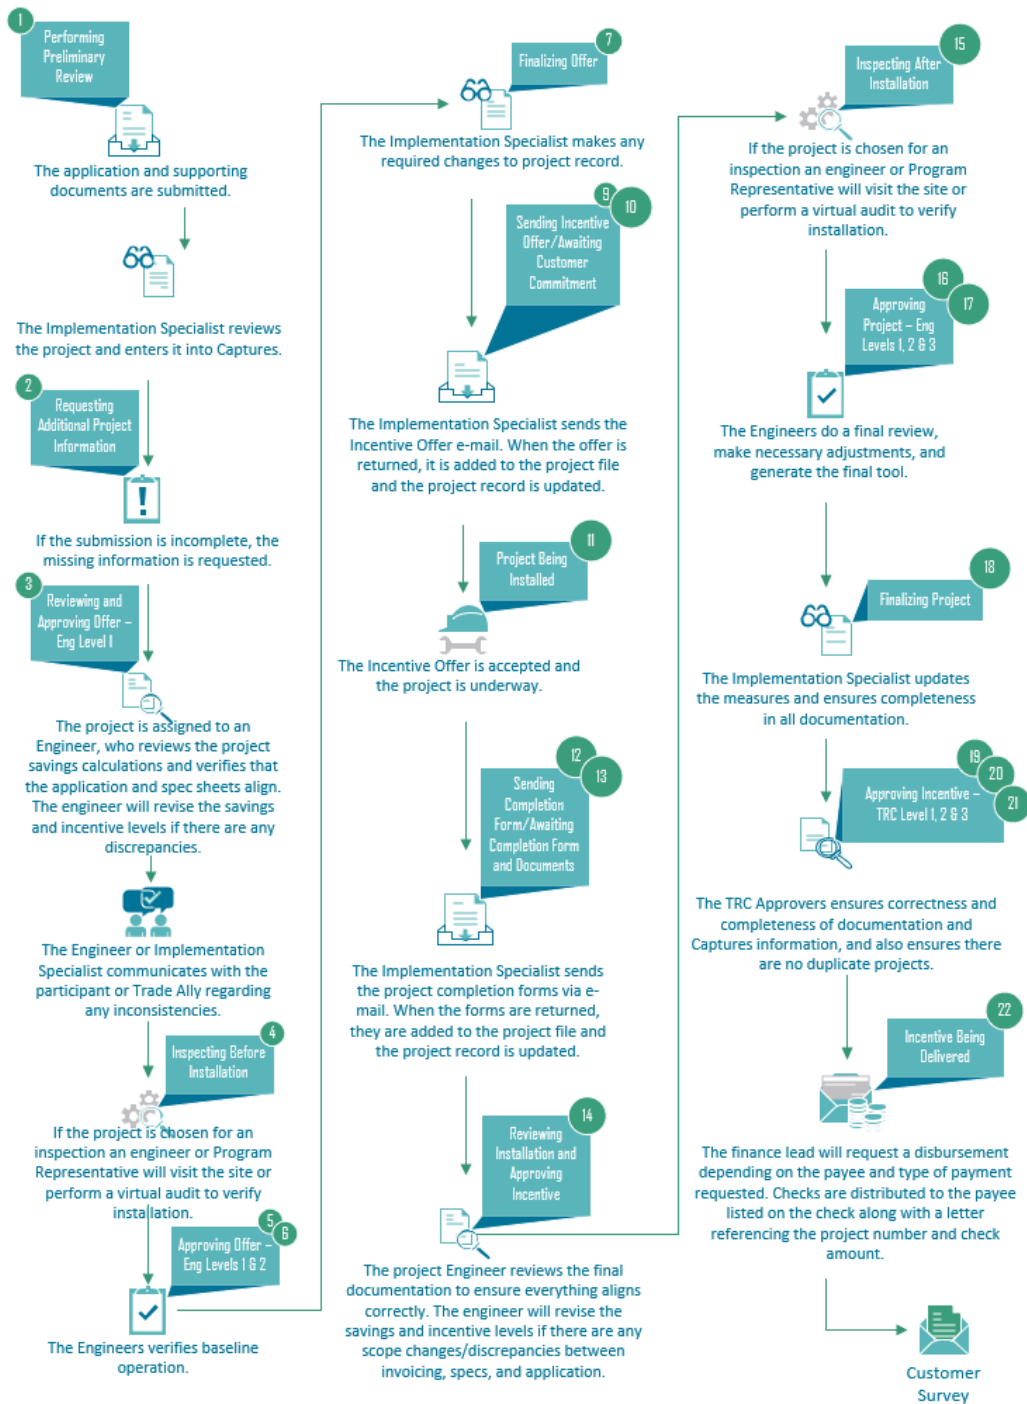 1
Performing
Preliminary
Review
The application and supporting
documents are submitted.
The Implementation Specialist reviews
the project and enters it into Captures.
2
Requesting
Additional Project
Information
If the submission is incomplete, the
missing information is requested.
3
Reviewing and
Approving Offer –
Eng Level 1
The project is assigned to an
Engineer, who reviews the project
savings calculations and verifies that
the application and spec sheets align.
The engineer will revise the savings
and incentive levels if there are any
discrepancies.
The Engineer or Implementation
Specialist communicates with the
participant or Trade Ally regarding
any inconsistencies.
4
Inspecting Before
Installation
If the project is chosen for an
inspection an engineer or Program
Representative will visit the site or
perform a virtual audit to verify
installation.
5
6
Approving Offer –
Eng Levels 1 & 2
The Engineers verifies baseline
operation.
7
Finalizing Offer
The Implementation Specialist makes any
required changes to project record.
9
10
Sending Incentive
Offer/Awaiting
Customer
Commitment
The Implementation Specialist sends the
Incentive Offer e-mail. When the offer is
returned, it is added to the project file
and the project record is updated.
11
Project Being
Installed
The Incentive Offer is accepted and
the project is underway.
12
13
Sending
Completion
Form/Awaiting
Completion Form
and Documents
The Implementation Specialist sends
the project completion forms via e-
mail. When the forms are returned,
they are added to the project file and
the project record is updated.
14
Reviewing
Installation and
Approving
Incentive
The project Engineer reviews the final
documentation to ensure everything aligns
correctly. The engineer will revise the
savings and incentive levels if there are any
scope changes/discrepancies between
invoicing, specs, and application.
15
Inspecting After
Installation
If the project is chosen for an
inspection an engineer or Program
Representative will visit the site or
perform a virtual audit to verify
installation.
16
17
Approving
Project – Eng
Levels 1, 2 & 3
The Engineers do a final review,
make necessary adjustments, and
generate the final tool.
18
Finalizing Project
The Implementation Specialist updates
the measures and ensures completeness
in all documentation.
19
20
21
Approving Incentive –
TRC Level 1, 2 & 3
The TRC Approvers ensures correctness and
completeness of documentation and
Captures information, and also ensures there
are no duplicate projects.
22
Incentive Being
Delivered
The finance lead will request a disbursement
depending on the payee and type of payment
requested. Checks are distributed to the payee
listed on the check along with a letter
referencing the project number and check
amount.
Customer
Survey